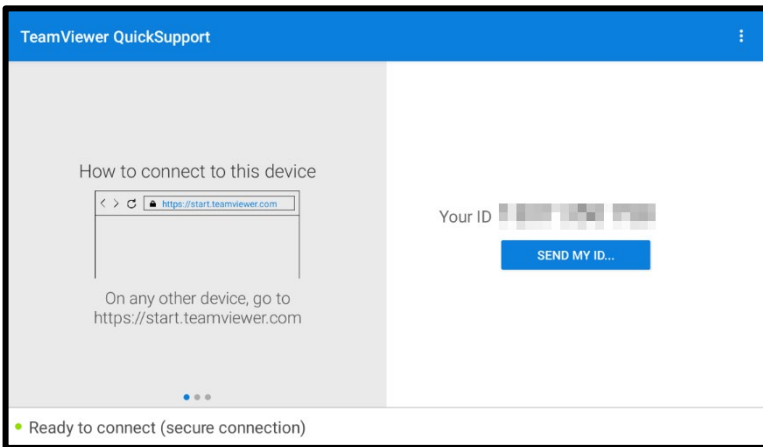 TeamViewer QuickSupport
How to connect to this device
https://start.teamviewer.com
On any other device, go to
https://start.teamviewer.com
Your ID
SEND MY ID...
Ready to connect (secure connection)